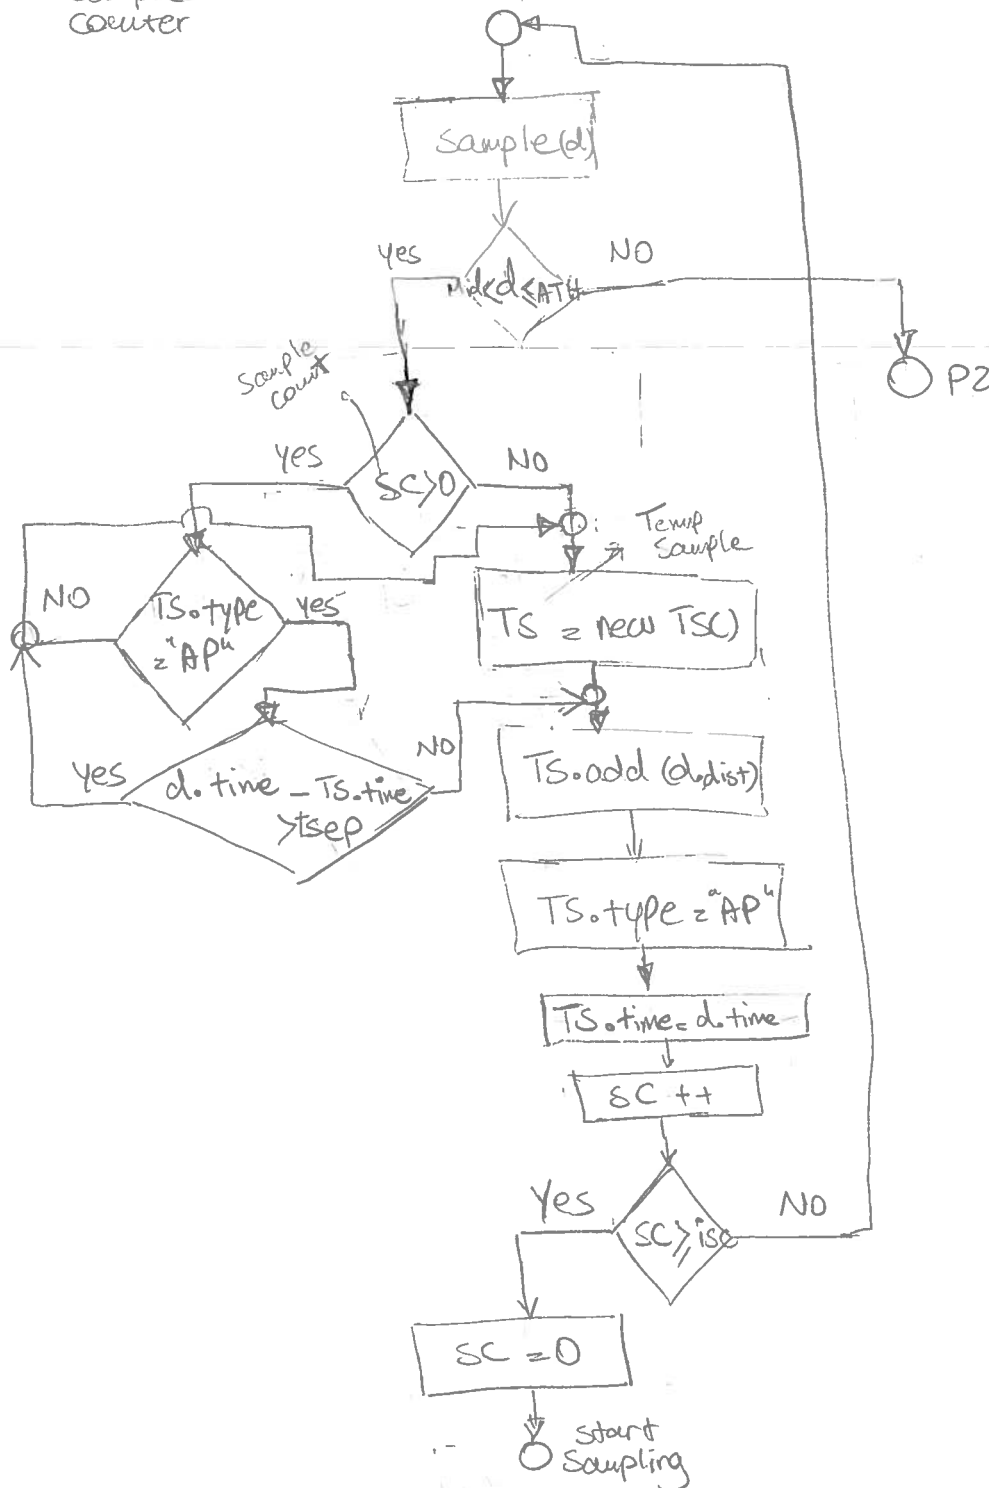 counter
Sample(d)
Yes
NO
Mid<d≤ATH
P2
Sample
count
Yes
SC>0
NO
Temp
Sample
NO
TS.type
="AP"
yes
TS = new TS()
NO
Yes
d.time - TS.time
>tsep
TS.add (d.dist)
TS.type = "AP"
TS.time = d.time
SC ++
Yes
SC ≥ isc
NO
SC = 0
start
Sampling